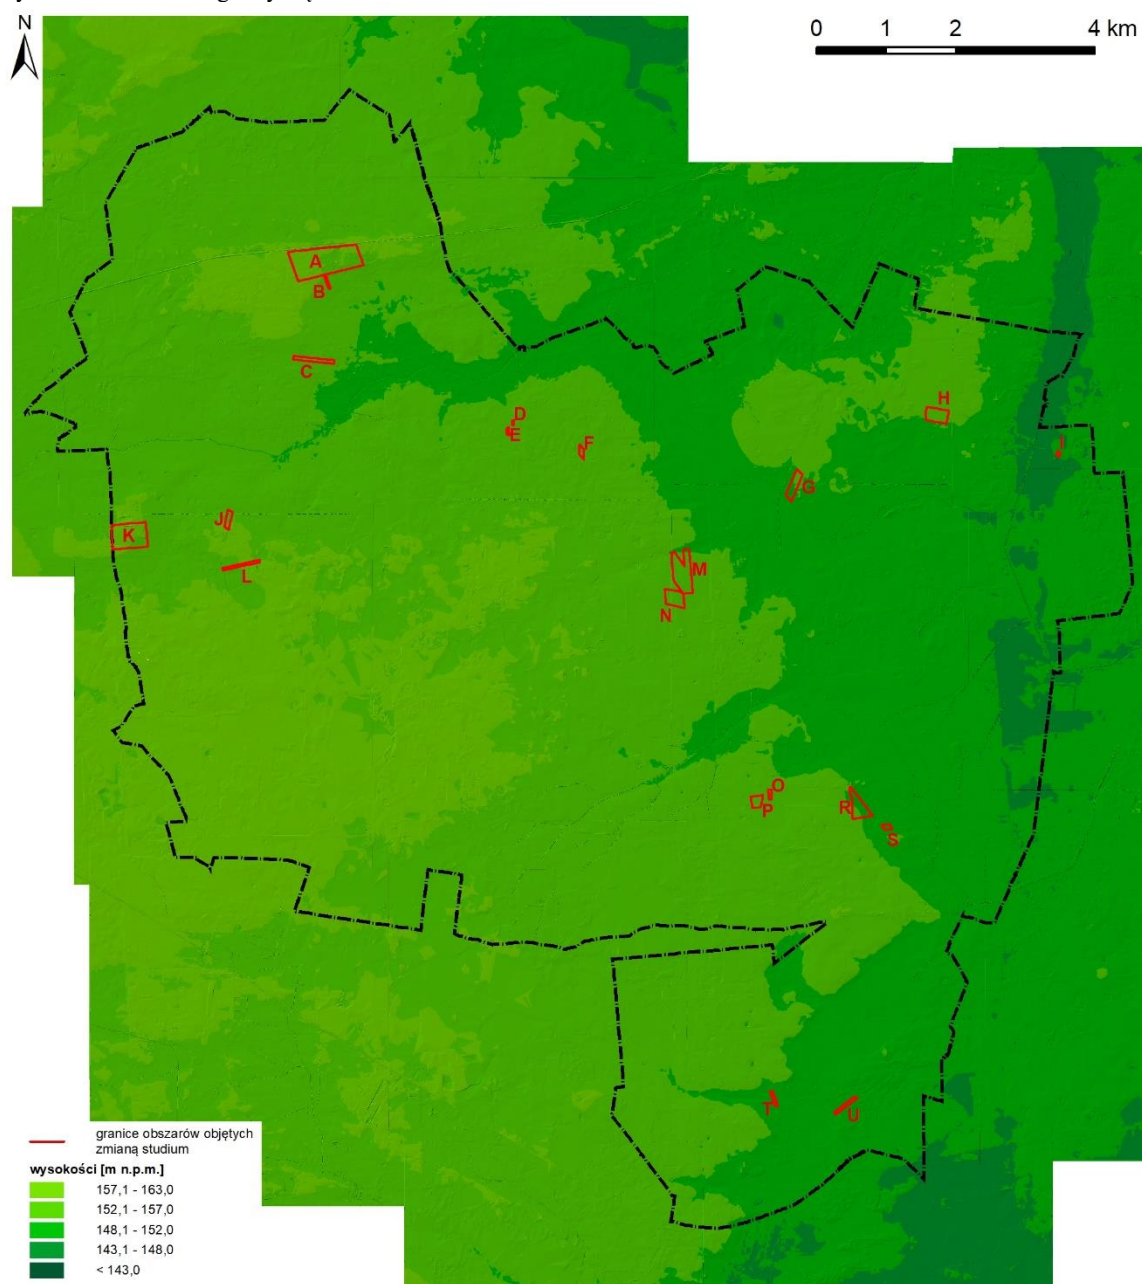 N
0 1 2 4 km
A
B
C
D
E
F
H
I
G
J
K
L
M
N
O
P
R
S
T
U
granice obszarów objętych
zmianą studium
wysokości [m n.p.m.]
157,1 - 163,0
152,1 - 157,0
148,1 - 152,0
143,1 - 148,0
< 143,0